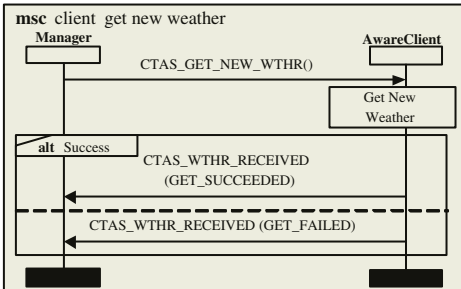 msc client get new weather
Manager
AwareClient
CTAS_GET_NEW_WTHR()
Get New
Weather
alt Success
CTAS_WTHR_RECEIVED
(GET_SUCCEEDED)
CTAS_WTHR_RECEIVED (GET_FAILED)